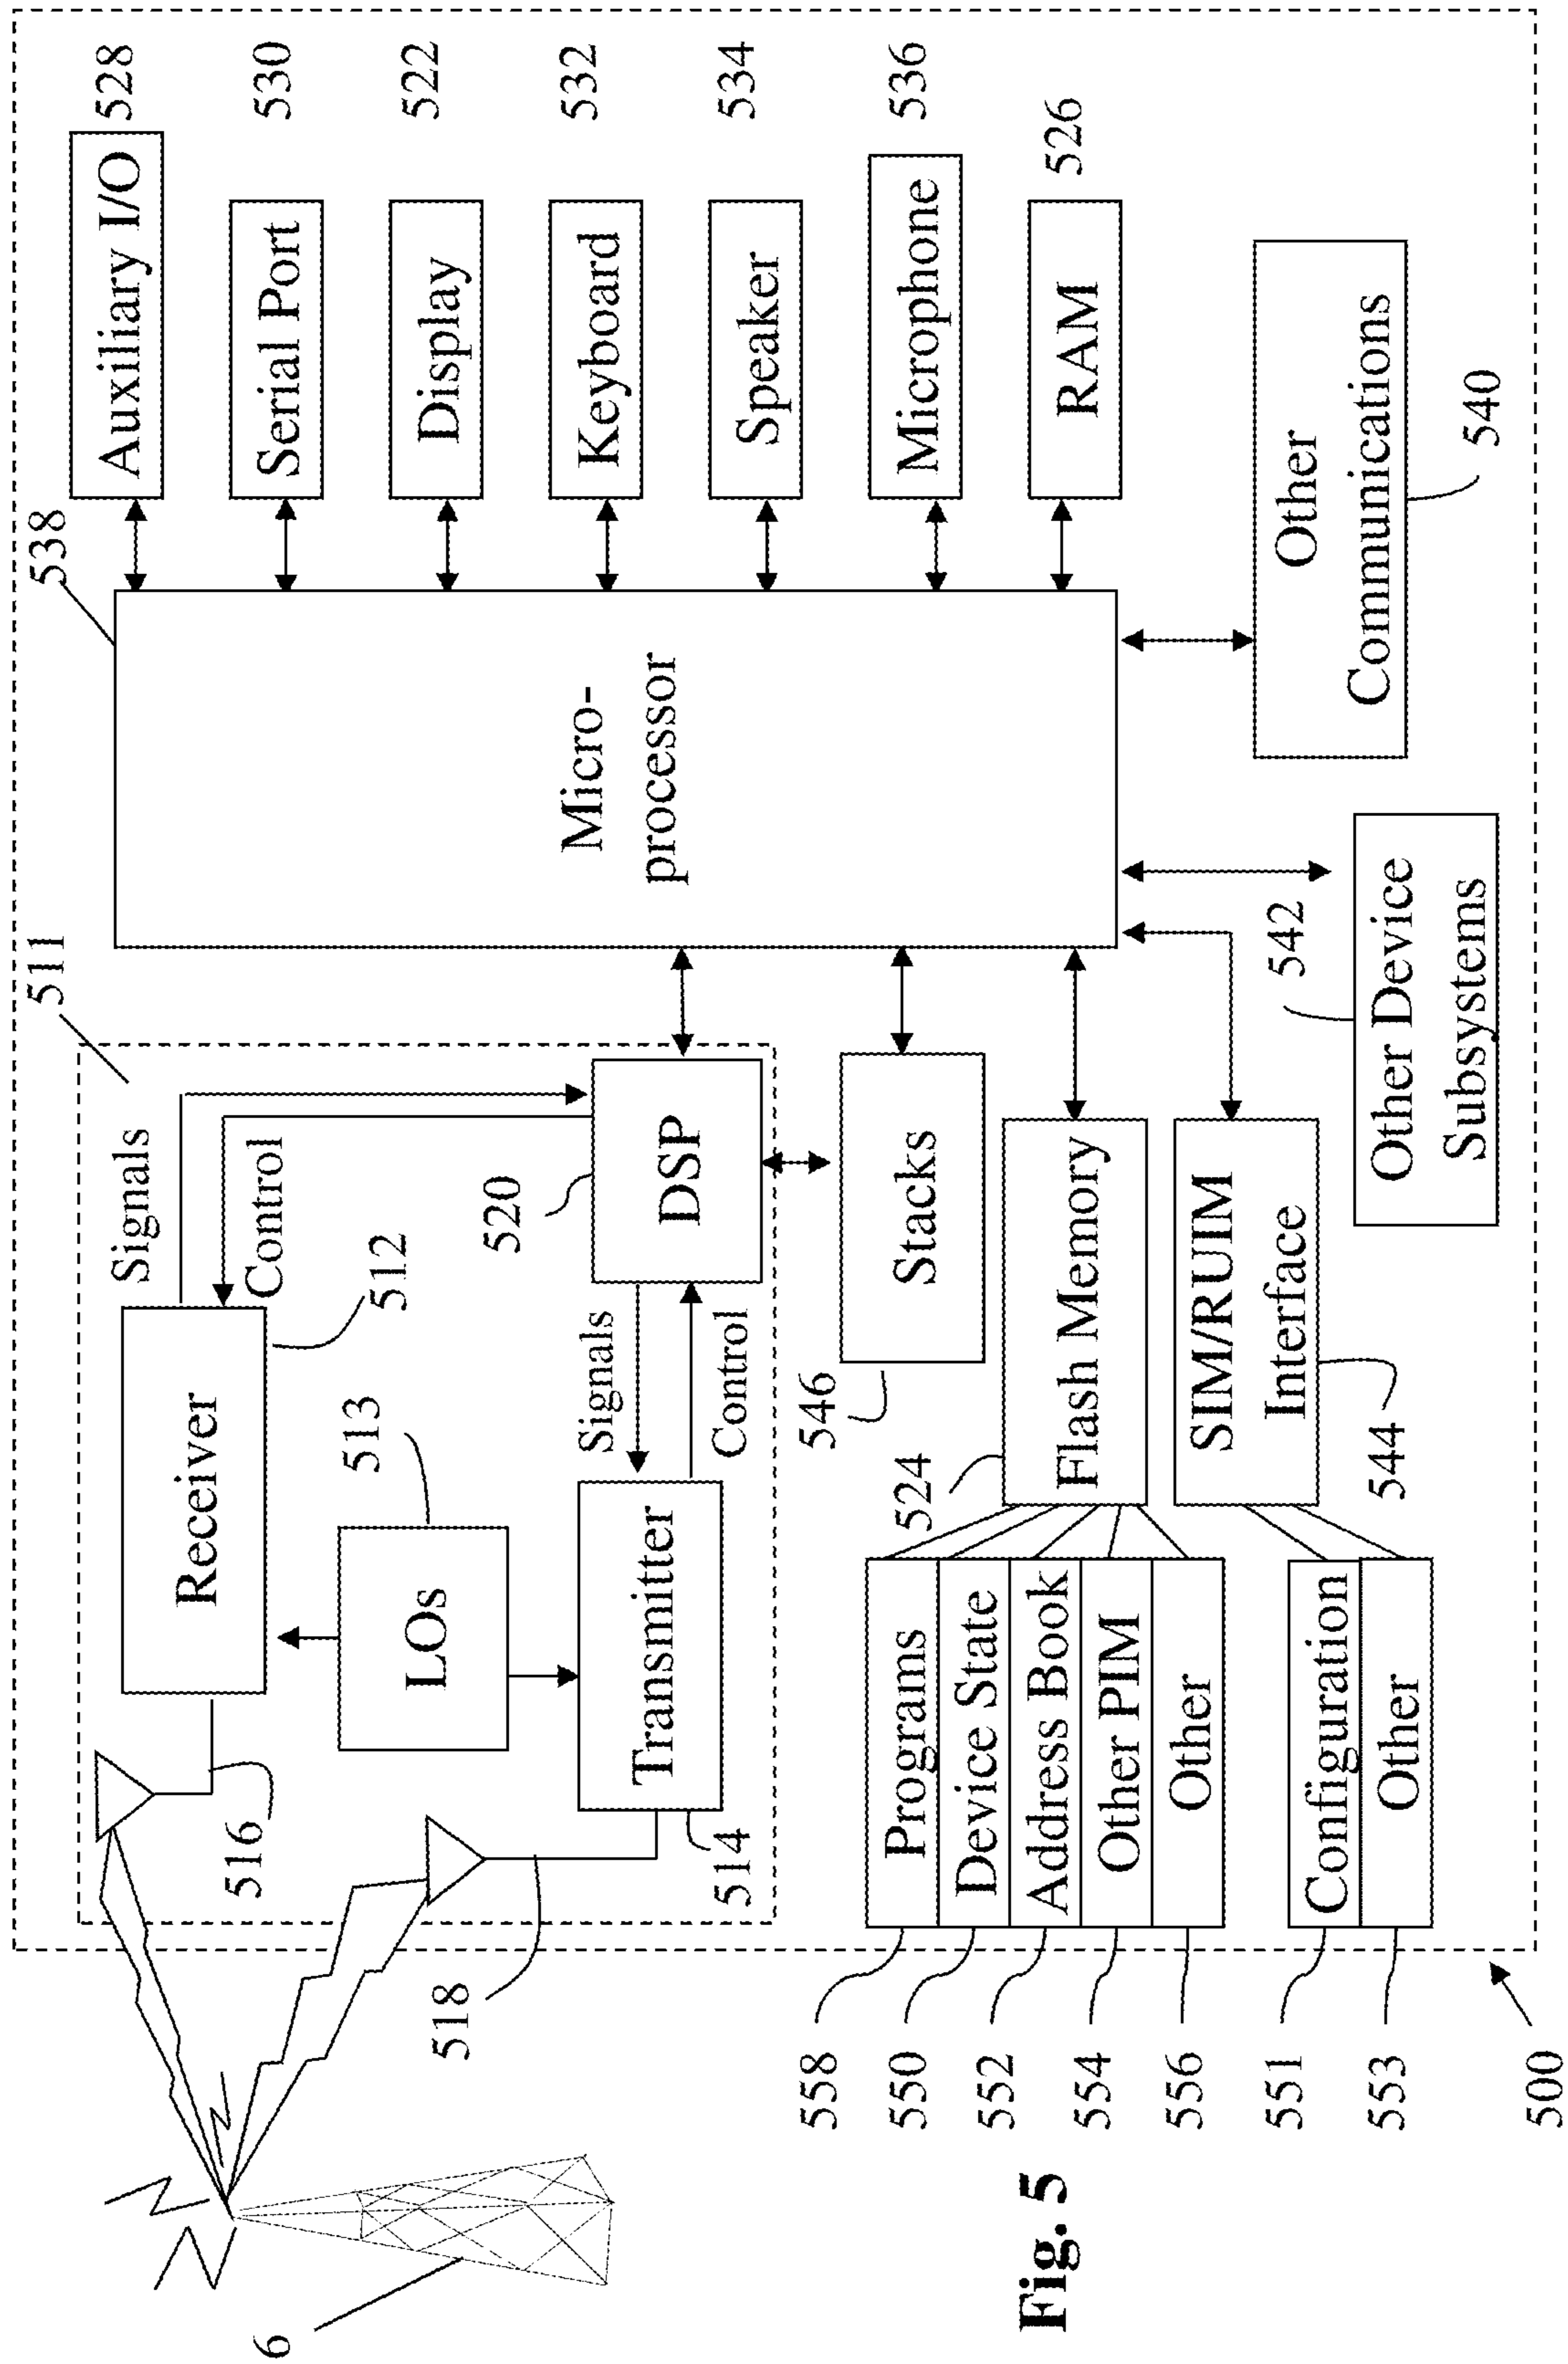 511
538
Signals
Control
Receiver
512
516
LOs
513
520
DSP
Signals
Control
Transmitter
514
518
6
Micro-
processor
Auxiliary I/O
528
Serial Port
530
Display
522
Keyboard
532
Speaker
534
Microphone
536
RAM
526
Stacks
546
Flash Memory
524
SIM/RUIM
Interface
544
Other
Communications
540
Other Device
Subsystems
542
558
Programs
550
Device State
552
Address Book
554
Other PIM
556
Other
551
Configuration
553
Other
500
Fig. 5